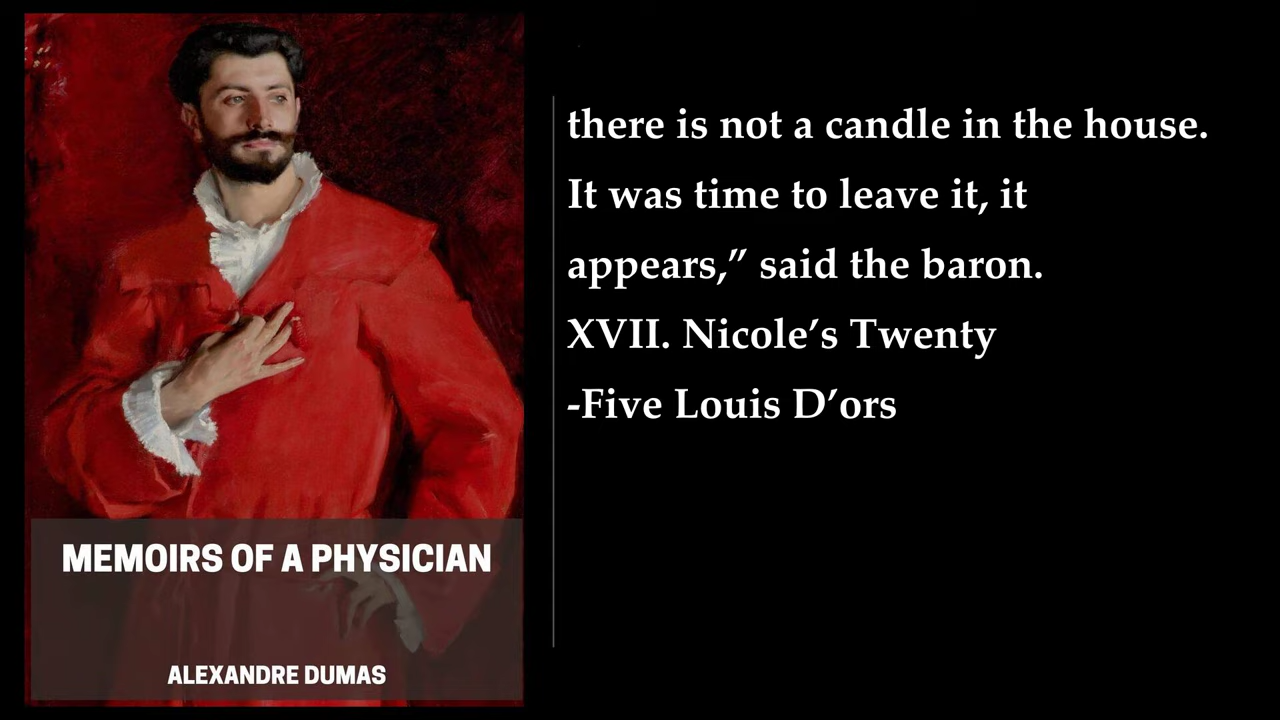 there is not a candle in the house.
It was time to leave it, it
appears,” said the baron.
XVII. Nicole’s Twenty
-Five Louis D’ors
MEMOIRS OF A PHYSICIAN
ALEXANDRE DUMAS